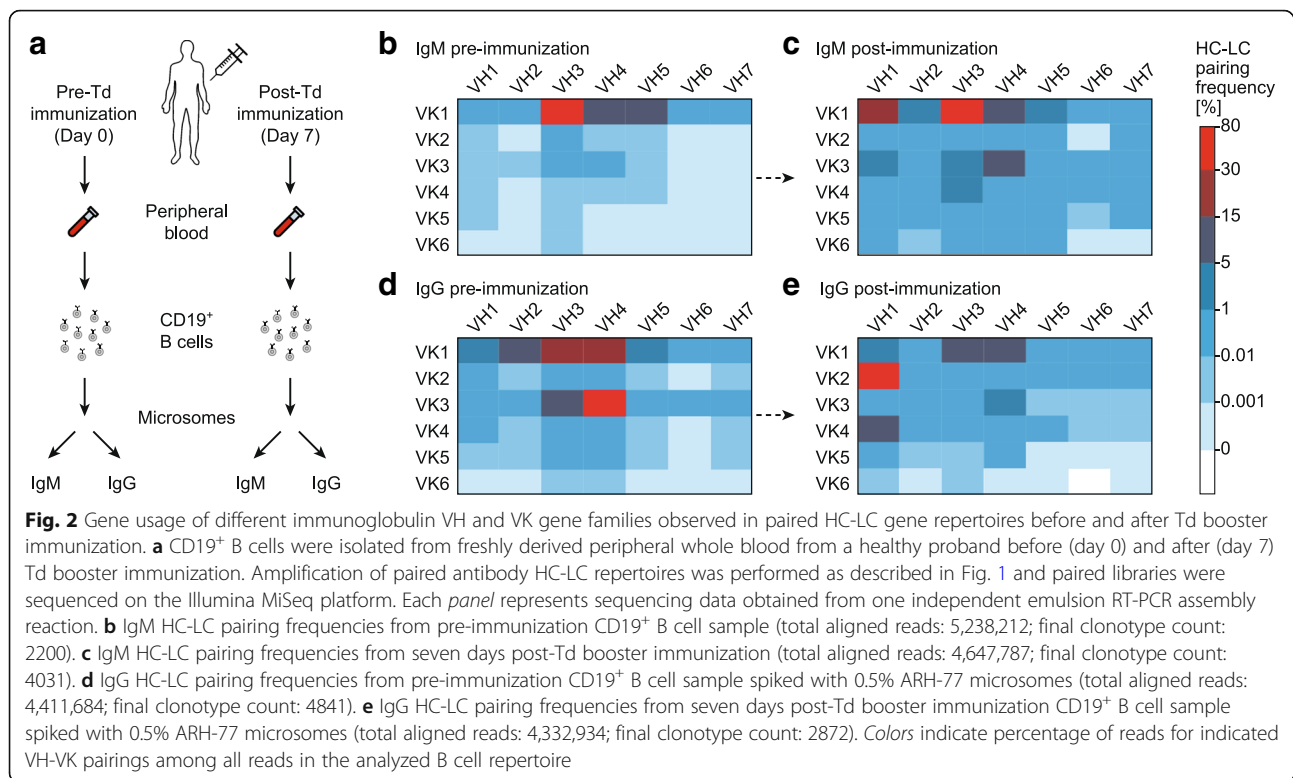 a
Pre-Td
immunization
(Day 0)
Post-Td
immunization
(Day 7)
Peripheral
blood
CD19+
B cells
Microsomes
IgM IgG IgM IgG
b IgM pre-immunization
VH1 VH2 VH3 VH4 VH5 VH6 VH7
VK1
VK2
VK3
VK4
VK5
VK6
c IgM post-immunization
VH1 VH2 VH3 VH4 VH5 VH6 VH7
VK1
VK2
VK3
VK4
VK5
VK6
d IgG pre-immunization
VH1 VH2 VH3 VH4 VH5 VH6 VH7
VK1
VK2
VK3
VK4
VK5
VK6
e IgG post-immunization
VH1 VH2 VH3 VH4 VH5 VH6 VH7
VK1
VK2
VK3
VK4
VK5
VK6
HC-LC
pairing
frequency
[%]
80
30
15
5
1
0.01
0.001
0
Fig. 2 Gene usage of different immunoglobulin VH and VK gene families observed in paired HC-LC gene repertoires before and after Td booster
immunization. a CD19+ B cells were isolated from freshly derived peripheral whole blood from a healthy proband before (day 0) and after (day 7)
Td booster immunization. Amplification of paired antibody HC-LC repertoires was performed as described in Fig. 1 and paired libraries were
sequenced on the Illumina MiSeq platform. Each panel represents sequencing data obtained from one independent emulsion RT-PCR assembly
reaction. b IgM HC-LC pairing frequencies from pre-immunization CD19+ B cell sample (total aligned reads: 5,238,212; final clonotype count:
2200). c IgM HC-LC pairing frequencies from seven days post-Td booster immunization (total aligned reads: 4,647,787; final clonotype count:
4031). d IgG HC-LC pairing frequencies from pre-immunization CD19+ B cell sample spiked with 0.5% ARH-77 microsomes (total aligned reads:
4,411,684; final clonotype count: 4841). e IgG HC-LC pairing frequencies from seven days post-Td booster immunization CD19+ B cell sample
spiked with 0.5% ARH-77 microsomes (total aligned reads: 4,332,934; final clonotype count: 2872). Colors indicate percentage of reads for indicated
VH-VK pairings among all reads in the analyzed B cell repertoire